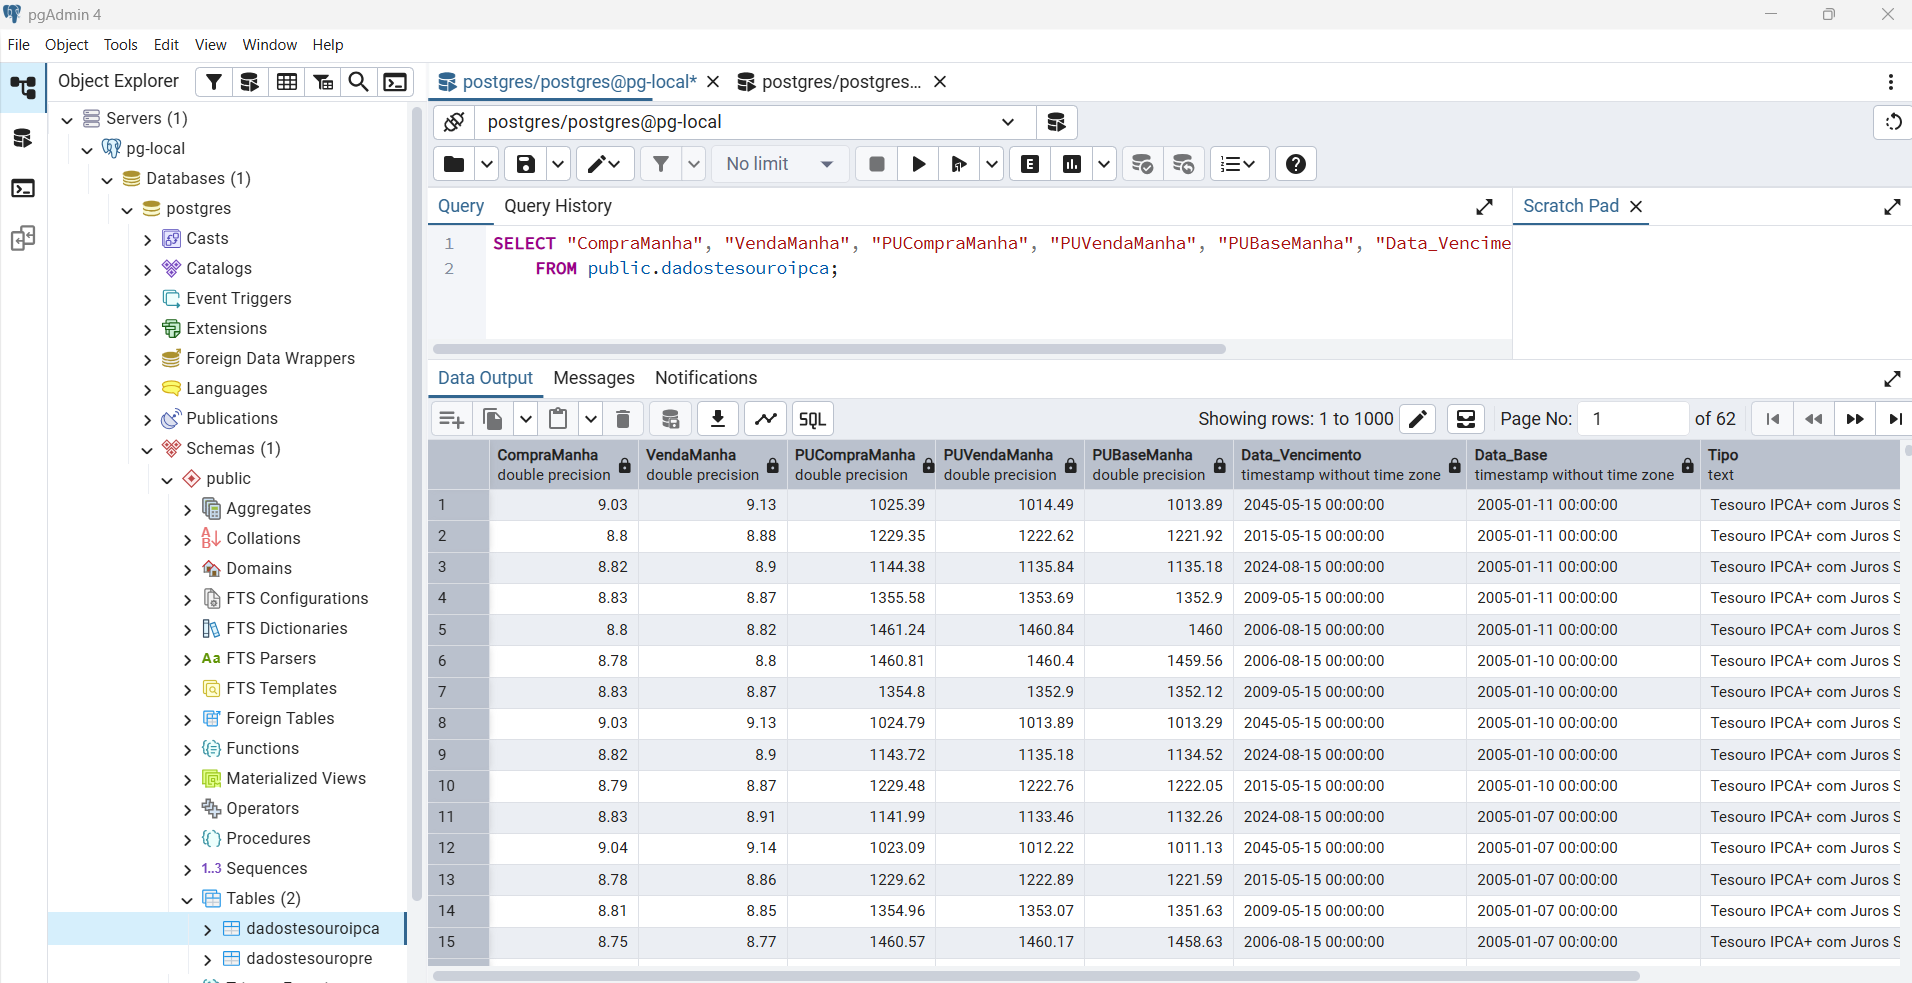 pgAdmin 4
File Object Tools Edit View Window Help
Object Explorer
Servers (1)
pg-local
Databases (1)
postgres
Casts
Catalogs
Event Triggers
Extensions
Foreign Data Wrappers
Languages
Publications
Schemas (1)
public
Aggregates
Collations
Domains
FTS Configurations
FTS Dictionaries
Aa FTS Parsers
FTS Templates
Foreign Tables
Functions
Materialized Views
Operators
Procedures
1..3 Sequences
Tables (2)
dadostesouroipca
dadostesouropre
postgres/postgres@pg-local* postgres/postgres...
postgres/postgres@pg-local
No limit E
Query Query History Scratch Pad
1 SELECT "CompraManha", "VendaManha", "PUCompraManha", "PUVendaManha", "PUBaseManha", "Data_Vencime
2 FROM public.dadostesouroipca;
Data Output Messages Notifications
SQL Showing rows: 1 to 1000 Page No: 1 of 62
CompraManha VendaManha PUCompraManha PUVendaManha PUBaseManha Data_Vencimento Data_Base Tipo
double precision double precision double precision double precision double precision timestamp without time zone timestamp without time zone text
1 9.03 9.13 1025.39 1014.49 1013.89 2045-05-15 00:00:00 2005-01-11 00:00:00 Tesouro IPCA+ com Juros S
2 8.8 8.88 1229.35 1222.62 1221.92 2015-05-15 00:00:00 2005-01-11 00:00:00 Tesouro IPCA+ com Juros S
3 8.82 8.9 1144.38 1135.84 1135.18 2024-08-15 00:00:00 2005-01-11 00:00:00 Tesouro IPCA+ com Juros S
4 8.83 8.87 1355.58 1353.69 1352.9 2009-05-15 00:00:00 2005-01-11 00:00:00 Tesouro IPCA+ com Juros S
5 8.8 8.82 1461.24 1460.84 1460 2006-08-15 00:00:00 2005-01-11 00:00:00 Tesouro IPCA+ com Juros S
6 8.78 8.8 1460.81 1460.4 1459.56 2006-08-15 00:00:00 2005-01-10 00:00:00 Tesouro IPCA+ com Juros S
7 8.83 8.87 1354.8 1352.9 1352.12 2009-05-15 00:00:00 2005-01-10 00:00:00 Tesouro IPCA+ com Juros S
8 9.03 9.13 1024.79 1013.89 1013.29 2045-05-15 00:00:00 2005-01-10 00:00:00 Tesouro IPCA+ com Juros S
9 8.82 8.9 1143.72 1135.18 1134.52 2024-08-15 00:00:00 2005-01-10 00:00:00 Tesouro IPCA+ com Juros S
10 8.79 8.87 1229.48 1222.76 1222.05 2015-05-15 00:00:00 2005-01-10 00:00:00 Tesouro IPCA+ com Juros S
11 8.83 8.91 1141.99 1133.46 1132.26 2024-08-15 00:00:00 2005-01-07 00:00:00 Tesouro IPCA+ com Juros S
12 9.04 9.14 1023.09 1012.22 1011.13 2045-05-15 00:00:00 2005-01-07 00:00:00 Tesouro IPCA+ com Juros S
13 8.78 8.86 1229.62 1222.89 1221.59 2015-05-15 00:00:00 2005-01-07 00:00:00 Tesouro IPCA+ com Juros S
14 8.81 8.85 1354.96 1353.07 1351.63 2009-05-15 00:00:00 2005-01-07 00:00:00 Tesouro IPCA+ com Juros S
15 8.75 8.77 1460.57 1460.17 1458.63 2006-08-15 00:00:00 2005-01-07 00:00:00 Tesouro IPCA+ com Juros S